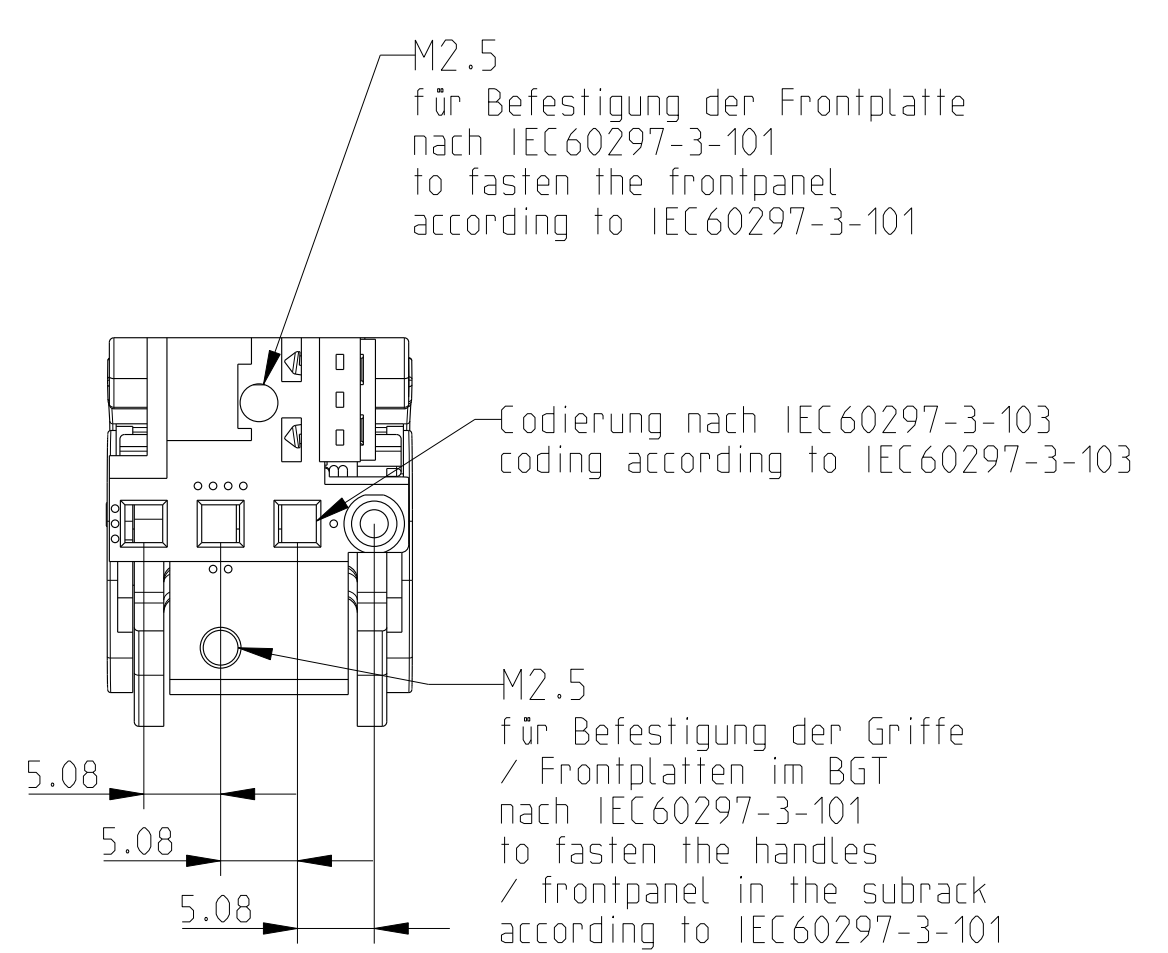 M2.5
für Befestigung der Frontplatte
nach IEC60297-3-101
to fasten the frontpanel
according to IEC60297-3-101
Codierung nach IEC60297-3-103
coding according to IEC60297-3-103
M2.5
für Befestigung der Griffe
/ Frontplatten im BGT
nach IEC60297-3-101
to fasten the handles
/ frontpanel in the subrack
according to IEC60297-3-101
5.08
5.08
5.08